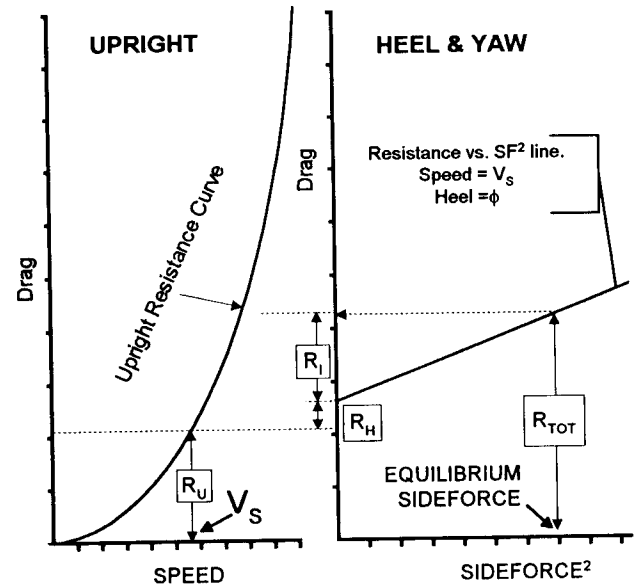 UPRIGHT
Drag
Upright Resistance Curve
R_U
V_S
SPEED
HEEL & YAW
Drag
Resistance vs. SF² line.
Speed = V_S
Heel =ϕ
R_I
R_H
R_TOT
EQUILIBRIUM
SIDEFORCE
SIDEFORCE²